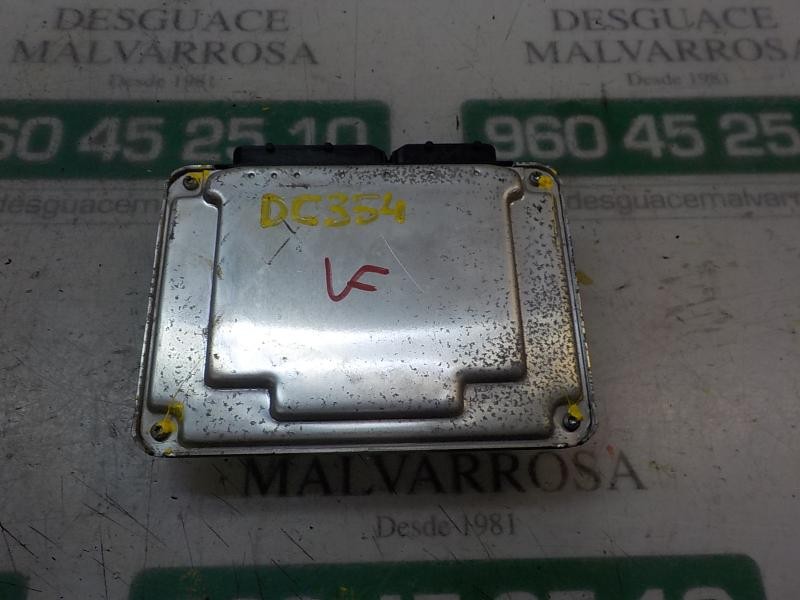 DESGUACE
MALVARROSA
Desde 1981
DESGUACE
MALVARROSA
Desde 1981
60 45 25 10
960 45 25
desguacemalvarrosa
desguacemalvar
DC354
VF
MALVARROSA
Desde 1981